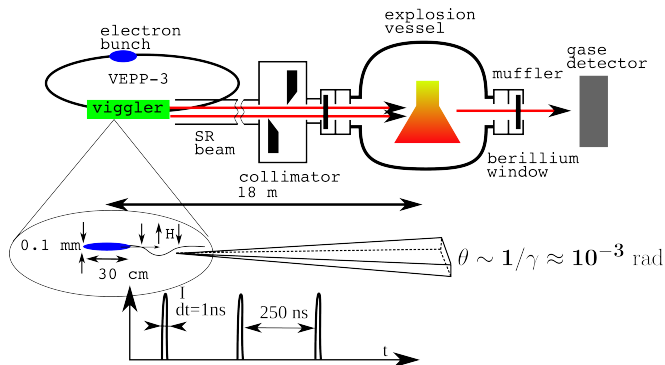 electron
bunch
VEPP-3
viggler
SR
beam
collimator
explosion
vessel
muffler
gase
detector
berillium
window
18 m
0.1 mm
H
30 cm
θ ∼ 1/γ ≈ 10⁻³ rad
I
dt=1ns
250 ns
t